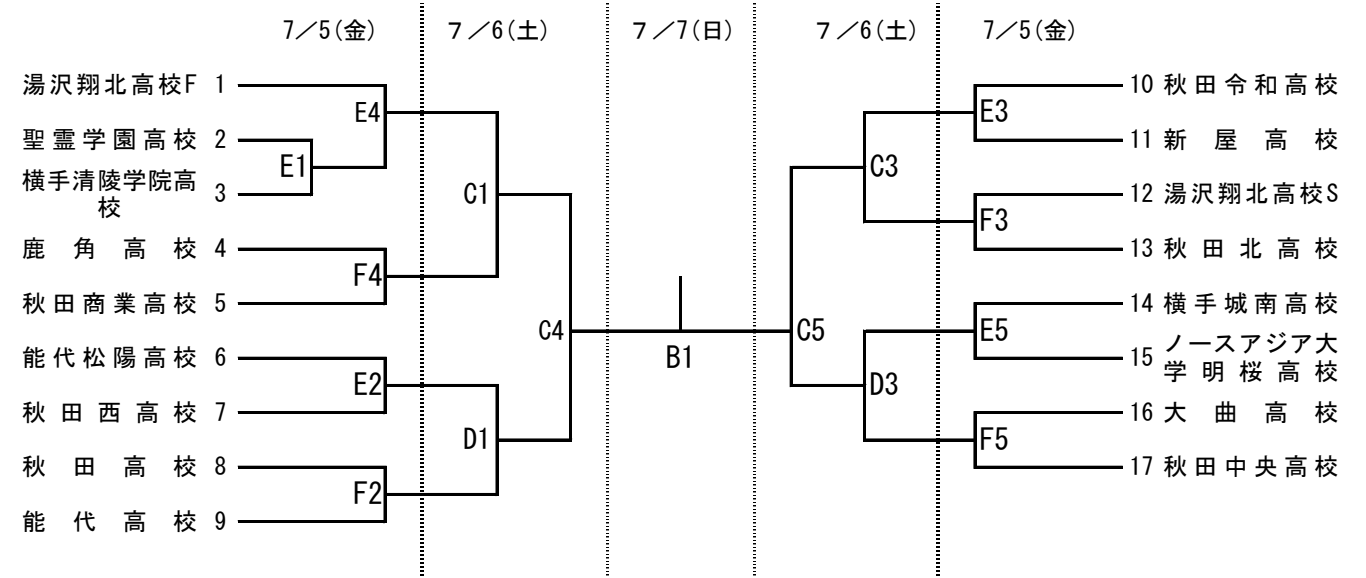 7／5(金) 7／6(土) 7／7(日) 7／6(土) 7／5(金)
湯沢翔北高校F 1
聖霊学園高校 2
横手清陵学院高
校 3
鹿角高校 4
秋田商業高校 5
能代松陽高校 6
秋田西高校 7
秋田高校 8
能代高校 9
E4
E1
C1
F4
C4
E2
D1
F2
B1
E3
C3
F3
C5
E5
D3
F5
10 秋田令和高校
11 新屋高校
12 湯沢翔北高校S
13 秋田北高校
14 横手城南高校
15 ノースアジア大
学明桜高校
16 大曲高校
17 秋田中央高校